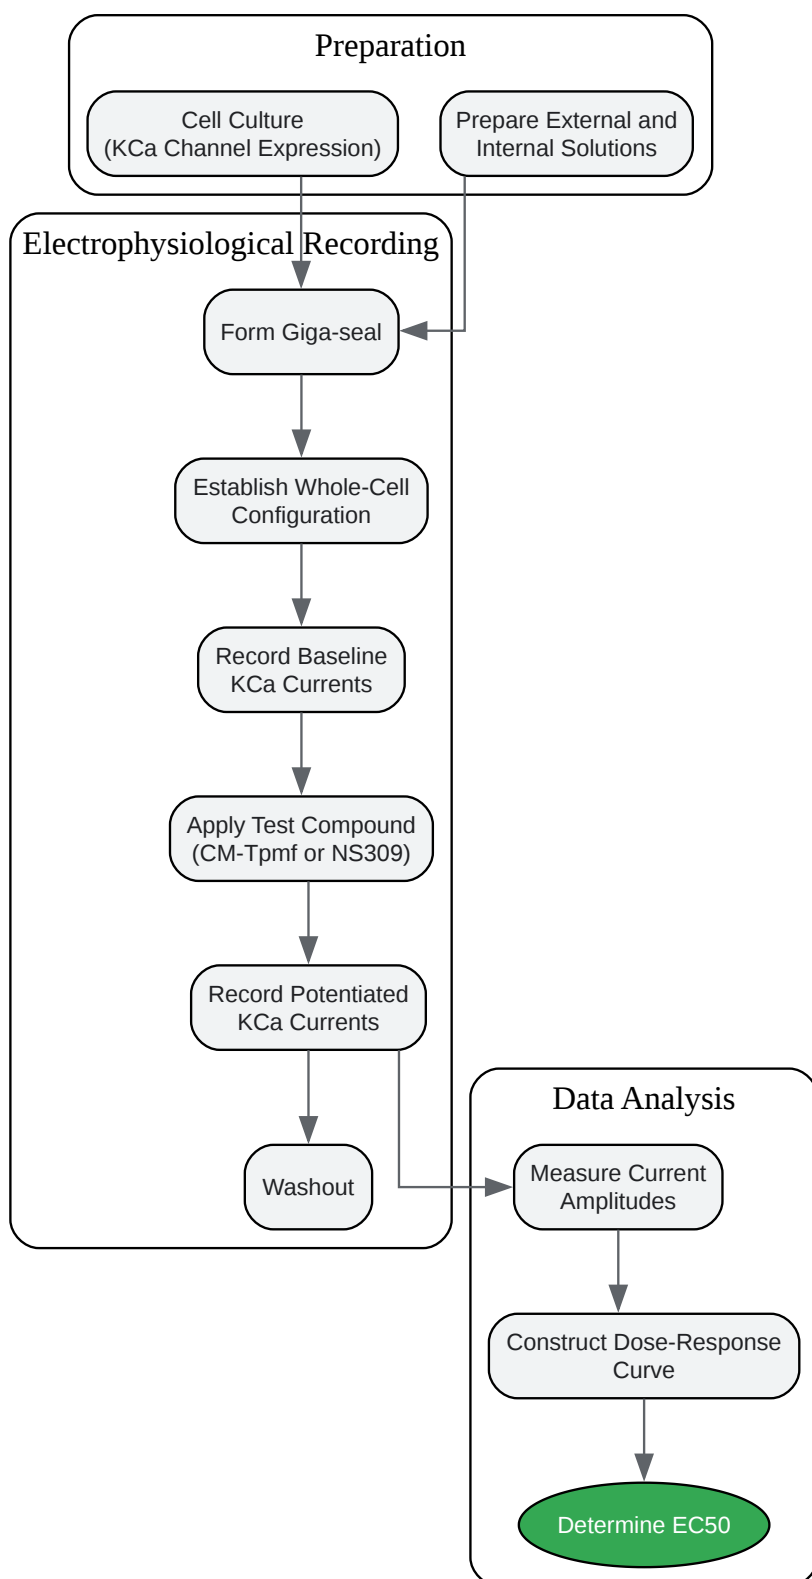 Preparation
Cell Culture
(KCa Channel Expression)
Prepare External and
Internal Solutions
Electrophysiological Recording
Form Giga-seal
Establish Whole-Cell
Configuration
Record Baseline
KCa Currents
Apply Test Compound
(CM-Tpmf or NS309)
Record Potentiated
KCa Currents
Washout
Data Analysis
Measure Current
Amplitudes
Construct Dose-Response
Curve
Determine EC50